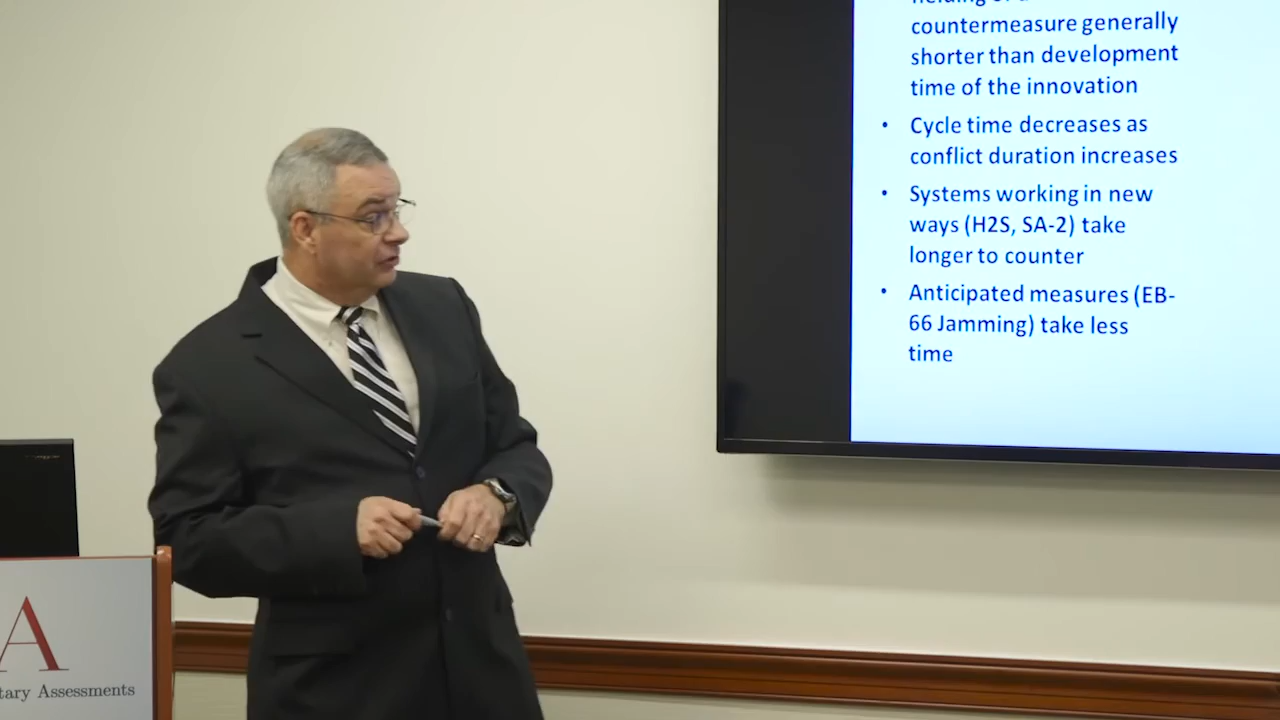 countermeasure generally
shorter than development
time of the innovation
• Cycle time decreases as
conflict duration increases
• Systems working in new
ways (H2S, SA-2) take
longer to counter
• Anticipated measures (EB-
66 Jamming) take less
time
A
tary Assessments